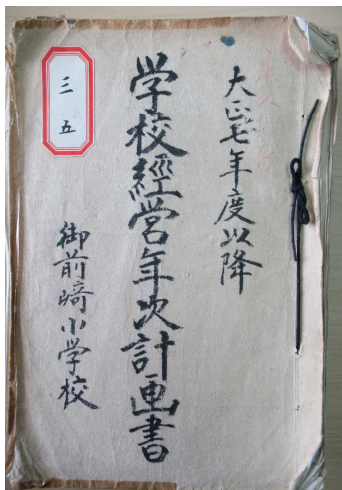 大正七年度以降
学校經営年次計画書
御前崎小学校
三五